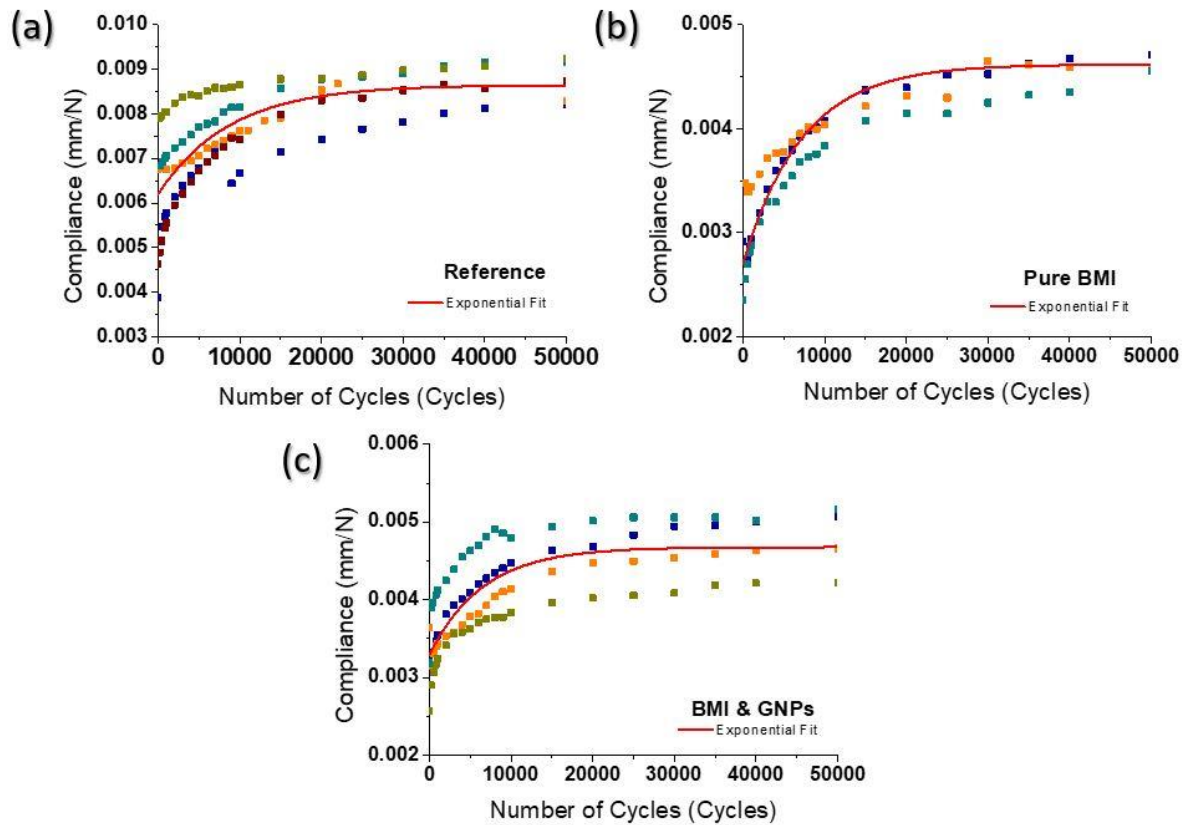 (a)
0.010
0.009
0.008
0.007
0.006
0.005
0.004
0.003
Compliance (mm/N)
Reference
Exponential Fit
0 10000 20000 30000 40000 50000
Number of Cycles (Cycles)
(b)
0.005
0.004
0.003
0.002
Compliance (mm/N)
Pure BMI
Exponential Fit
0 10000 20000 30000 40000 50000
Number of Cycles (Cycles)
(c)
0.006
0.005
0.004
0.003
0.002
Compliance (mm/N)
BMI & GNPs
Exponential Fit
0 10000 20000 30000 40000 50000
Number of Cycles (Cycles)